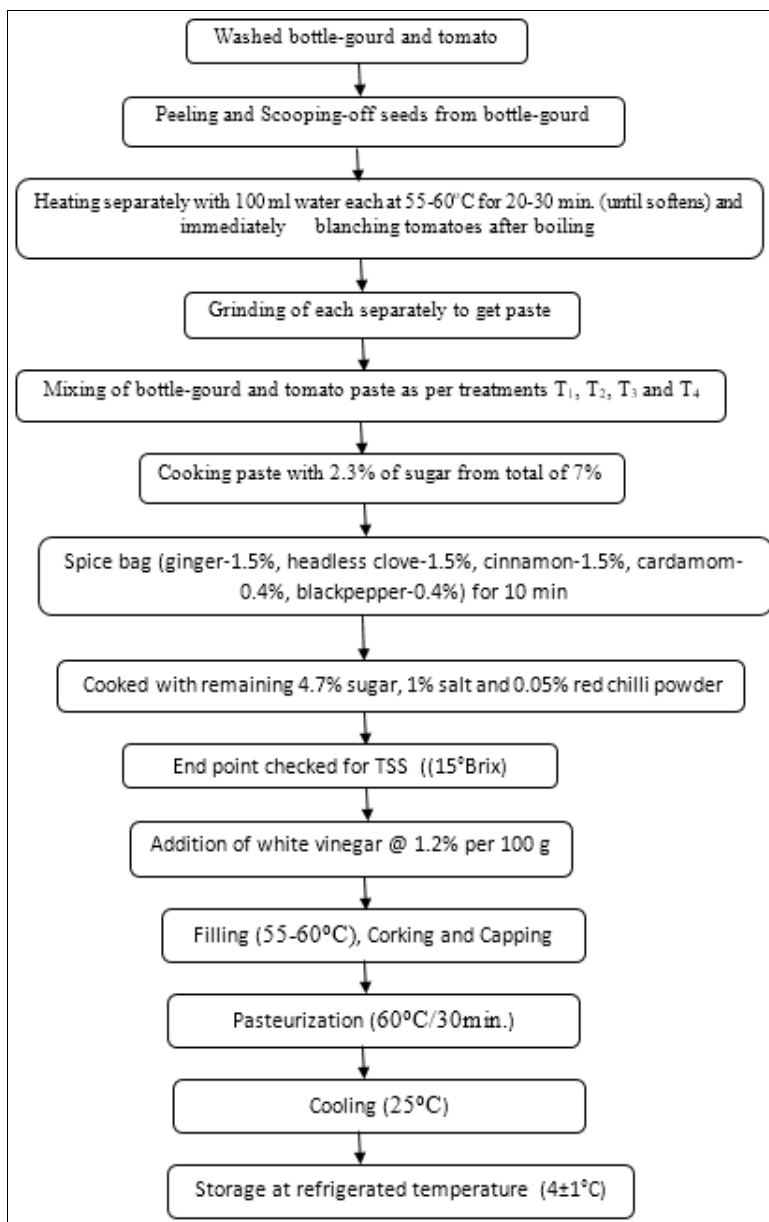 Washed bottle-gourd and tomato
Peeling and Scooping-off seeds from bottle-gourd
Heating separately with 100 ml water each at 55-60°C for 20-30 min. (until softens) and
immediately blanching tomatoes after boiling
Grinding of each separately to get paste
Mixing of bottle-gourd and tomato paste as per treatments T₁, T₂, T₃ and T₄
Cooking paste with 2.3% of sugar from total of 7%
Spice bag (ginger-1.5%, headless clove-1.5%, cinnamon-1.5%, cardamom-
0.4%, blackpepper-0.4%) for 10 min
Cooked with remaining 4.7% sugar, 1% salt and 0.05% red chilli powder
End point checked for TSS ((15°Brix)
Addition of white vinegar @ 1.2% per 100 g
Filling (55-60°C), Corking and Capping
Pasteurization (60°C/30min.)
Cooling (25°C)
Storage at refrigerated temperature (4±1°C)